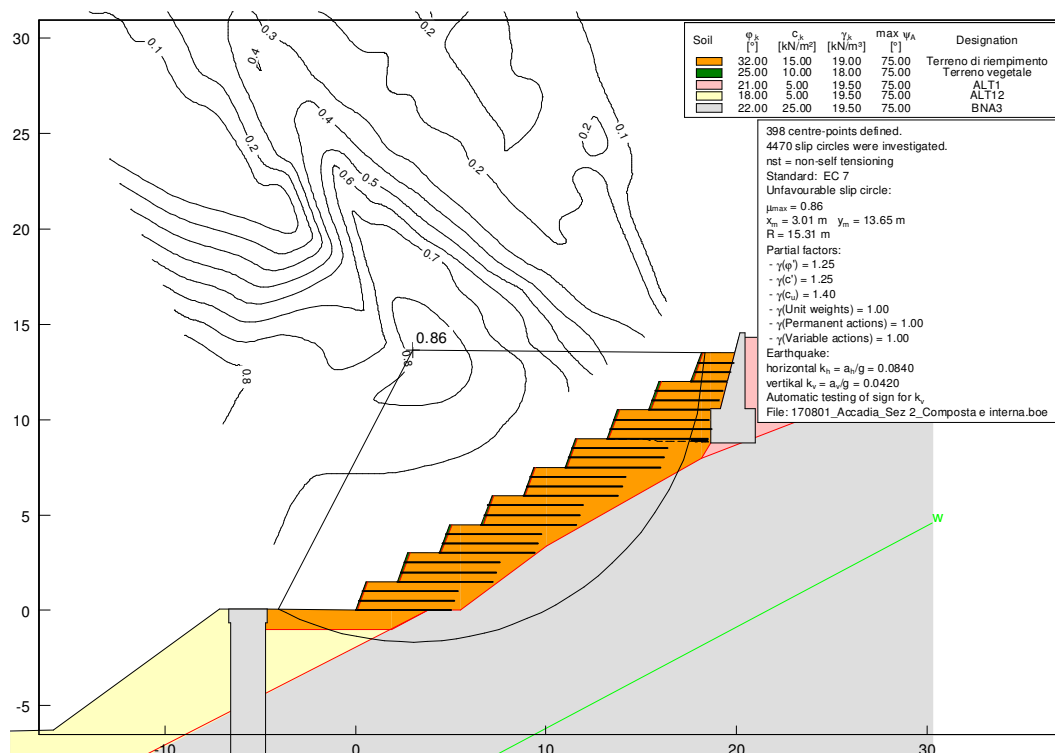 Soil φ,k [°] c,k [kN/m²] γ,k [kN/m³] max ψA [°] Designation
32.00 15.00 19.00 75.00 Terreno di riempimento
25.00 10.00 18.00 75.00 Terreno vegetale
21.00 5.00 19.50 75.00 ALT1
18.00 5.00 19.50 75.00 ALT12
22.00 25.00 19.50 75.00 BNA3
398 centre-points defined.
4470 slip circles were investigated.
nst = non-self tensioning
Standard: EC 7
Unfavourable slip circle:
μmax = 0.86
xm = 3.01 m ym = 13.65 m
R = 15.31 m
Partial factors:
- γ(φ') = 1.25
- γ(c') = 1.25
- γ(cu) = 1.40
- γ(Unit weights) = 1.00
- γ(Permanent actions) = 1.00
- γ(Variable actions) = 1.00
Earthquake:
horizontal kh = ah/g = 0.0840
vertikal kv = av/g = 0.0420
Automatic testing of sign for kv
File: 170801_Accadia_Sez 2_Composta e interna.boe
30
25
20
15
10
5
0
-5
-10
0
10
20
30
0.1
0.3
0.4
0.2
0.2
0.1
0.2
0.4
0.2
0.5
0.6
0.7
0.8
0.8
0.86
W